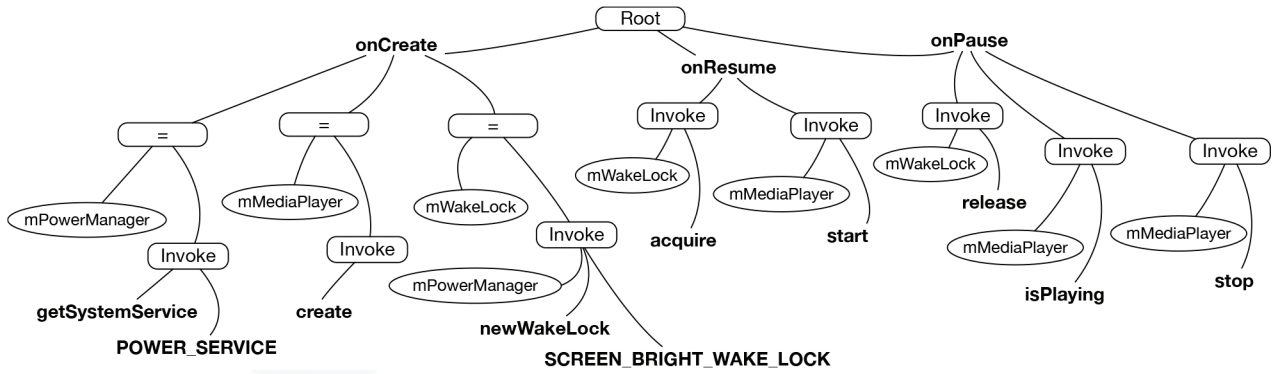 Root
onCreate
onResume
onPause
=
=
=
Invoke
Invoke
Invoke
Invoke
Invoke
mPowerManager
mMediaPlayer
mWakeLock
mWakeLock
mMediaPlayer
mWakeLock
mMediaPlayer
mMediaPlayer
Invoke
Invoke
Invoke
acquire
start
release
getSystemService
POWER_SERVICE
create
mPowerManager
newWakeLock
SCREEN_BRIGHT_WAKE_LOCK
isPlaying
stop